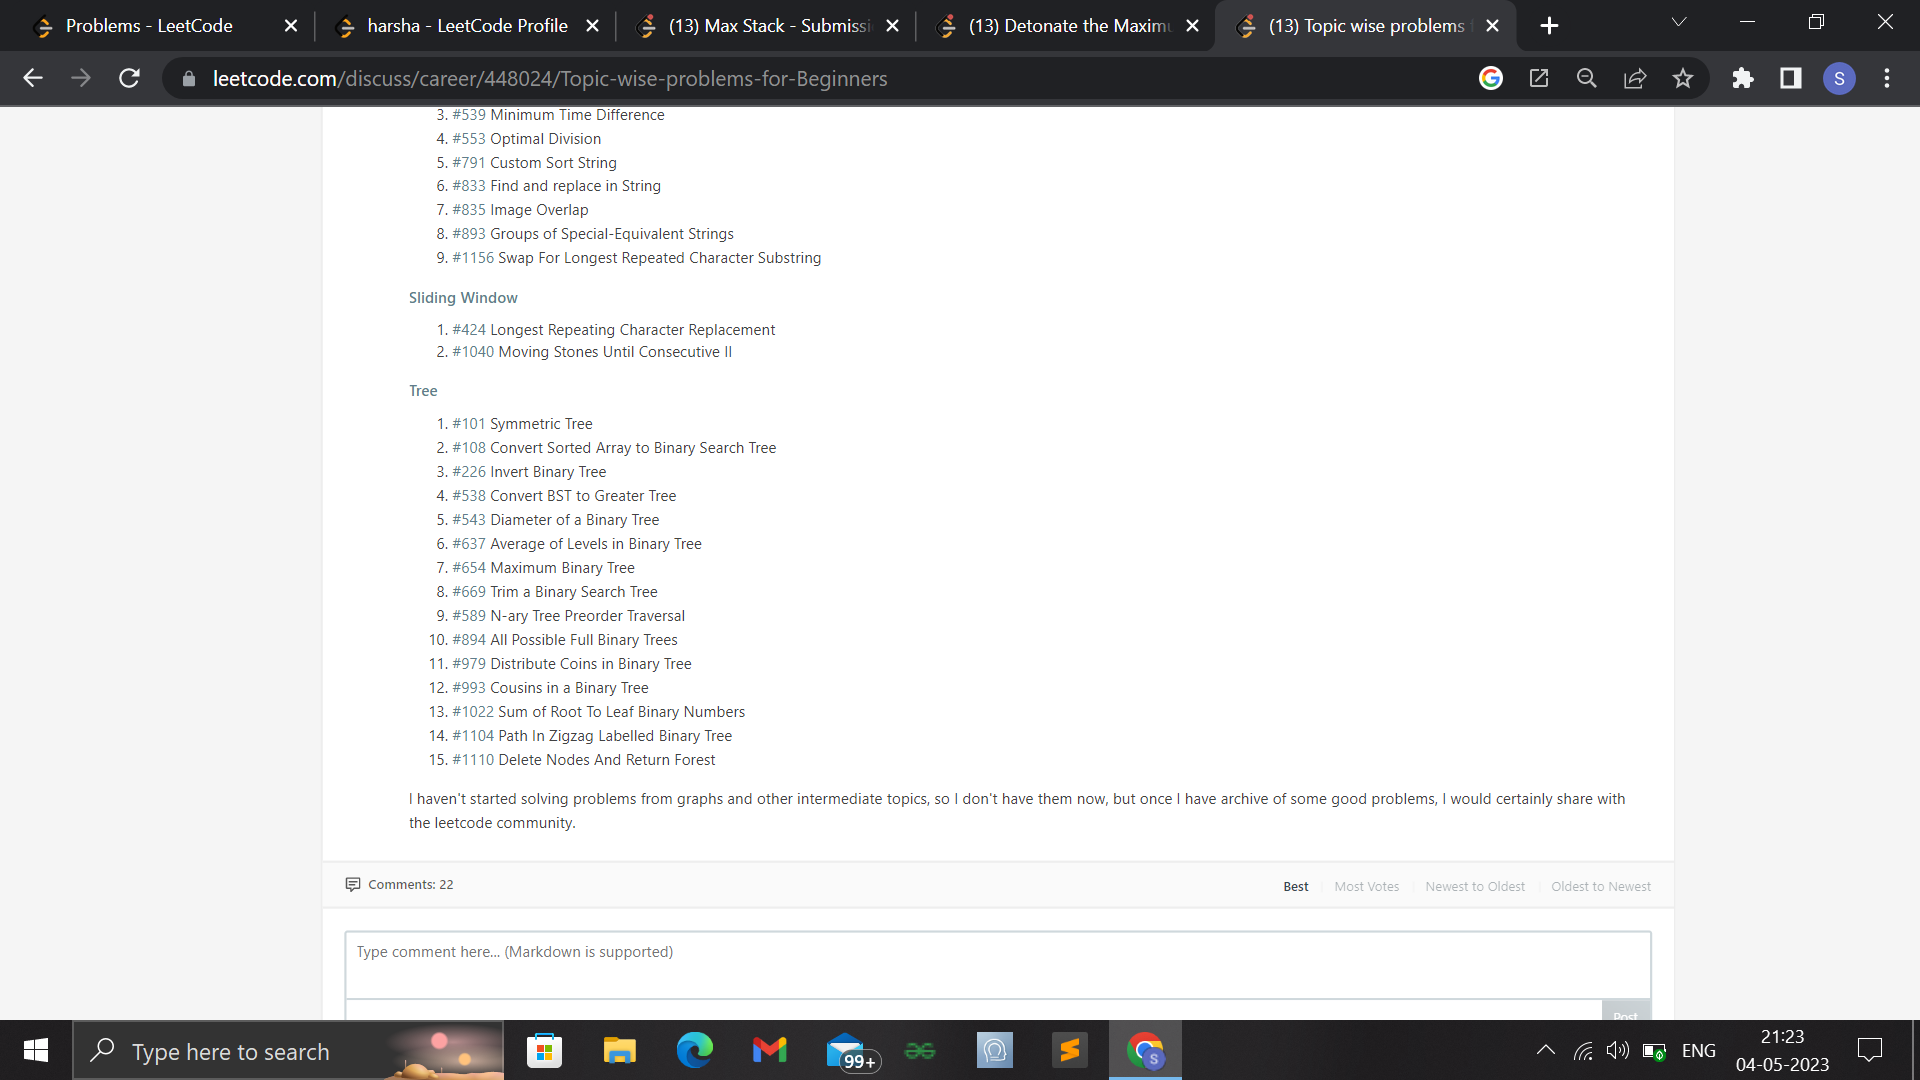 Problems - LeetCode
harsha - LeetCode Profile
(13) Max Stack - Submissi
(13) Detonate the Maximu
(13) Topic wise problems
leetcode.com/discuss/career/448024/Topic-wise-problems-for-Beginners
S
3. #539 Minimum Time Difference
4. #553 Optimal Division
5. #791 Custom Sort String
6. #833 Find and replace in String
7. #835 Image Overlap
8. #893 Groups of Special-Equivalent Strings
9. #1156 Swap For Longest Repeated Character Substring
Sliding Window
1. #424 Longest Repeating Character Replacement
2. #1040 Moving Stones Until Consecutive II
Tree
1. #101 Symmetric Tree
2. #108 Convert Sorted Array to Binary Search Tree
3. #226 Invert Binary Tree
4. #538 Convert BST to Greater Tree
5. #543 Diameter of a Binary Tree
6. #637 Average of Levels in Binary Tree
7. #654 Maximum Binary Tree
8. #669 Trim a Binary Search Tree
9. #589 N-ary Tree Preorder Traversal
10. #894 All Possible Full Binary Trees
11. #979 Distribute Coins in Binary Tree
12. #993 Cousins in a Binary Tree
13. #1022 Sum of Root To Leaf Binary Numbers
14. #1104 Path In Zigzag Labelled Binary Tree
15. #1110 Delete Nodes And Return Forest
I haven't started solving problems from graphs and other intermediate topics, so I don't have them now, but once I have archive of some good problems, I would certainly share with
the leetcode community.
Comments: 22
Best
Most Votes
Newest to Oldest
Oldest to Newest
Type comment here... (Markdown is supported)
Post
Type here to search
99+
S
ENG
21:23
04-05-2023